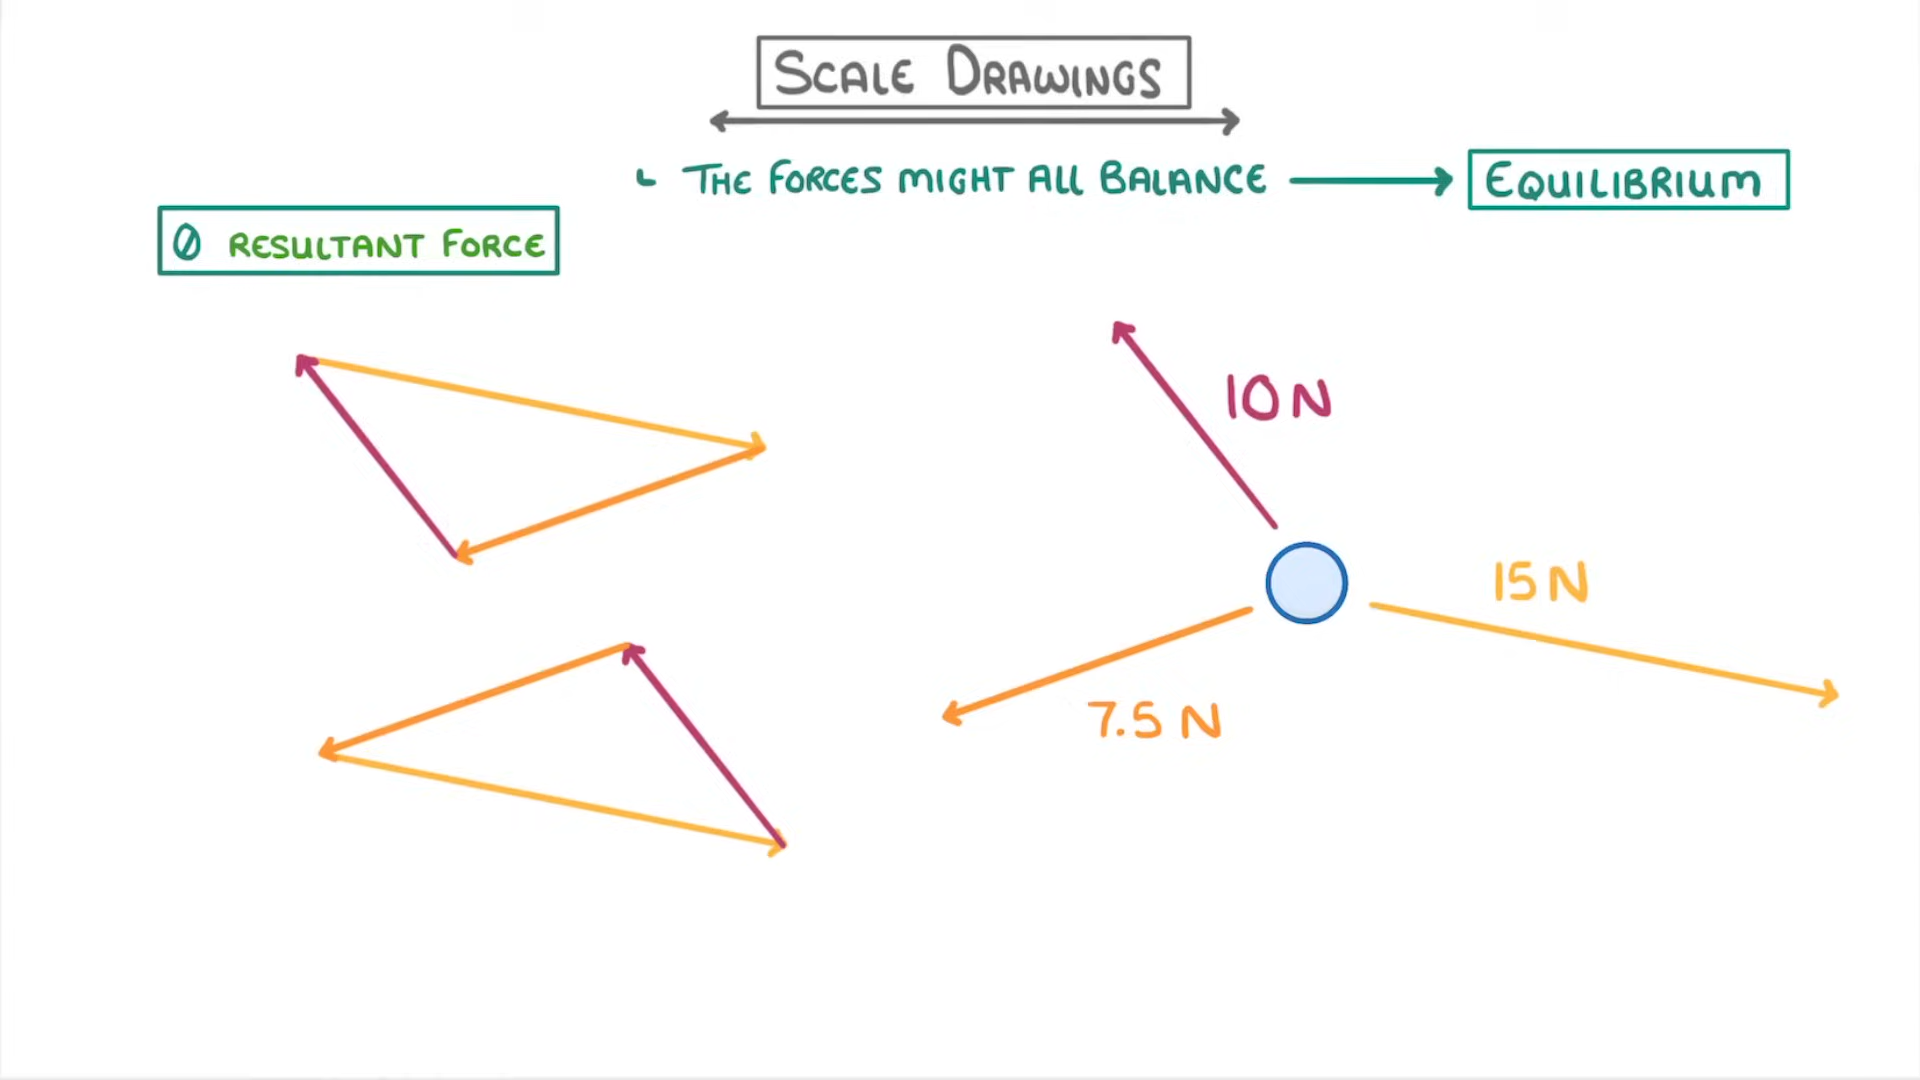 SCALE DRAWINGS
THE FORCES MIGHT ALL BALANCE
EQUILIBRIUM
0 RESULTANT FORCE
10 N
15 N
7.5 N